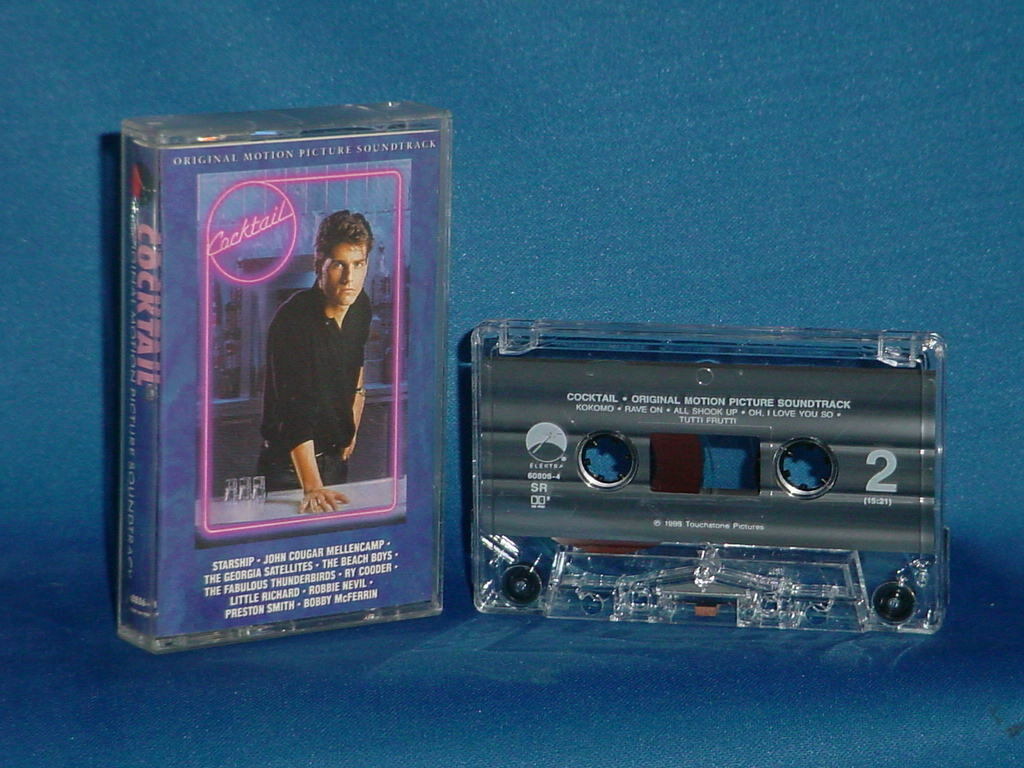 ORIGINAL MOTION PICTURE SOUNDTRACK
Cocktail
STARSHIP • JOHN COUGAR MELLENCAMP •
THE GEORGIA SATELLITES • THE BEACH BOYS •
THE FABULOUS THUNDERBIRDS • RY COODER •
LITTLE RICHARD • ROBBIE NEVIL •
PRESTON SMITH • BOBBY McFERRIN
COCKTAIL
ORIGINAL MOTION PICTURE SOUNDTRACK
COCKTAIL • ORIGINAL MOTION PICTURE SOUNDTRACK
KOKOMO • RAVE ON • ALL SHOOK UP • OH, I LOVE YOU SO •
TUTTI FRUTTI
ELEKTRA
60806-4
SR
2
(15:21)
℗ 1988 Touchstone Pictures